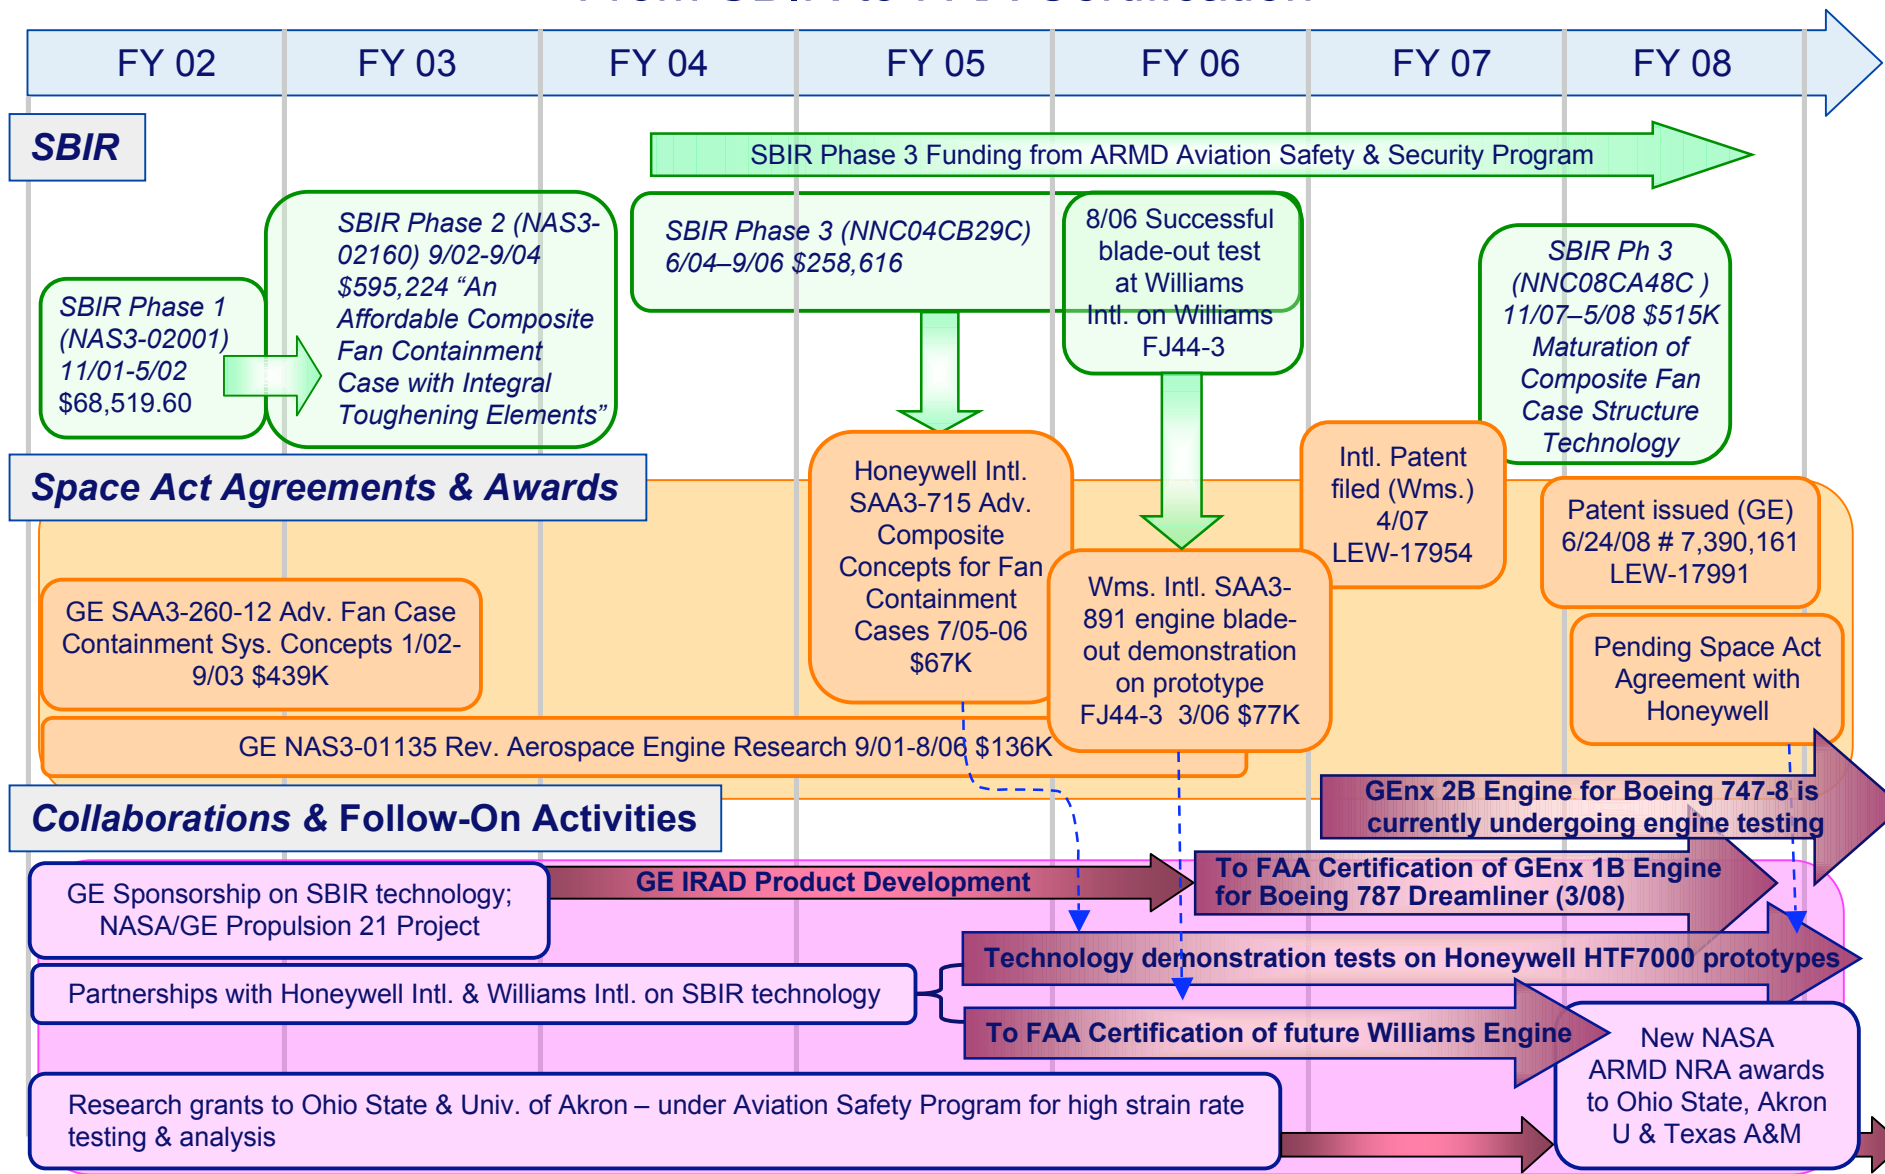 FY 02
FY 03
FY 04
FY 05
FY 06
FY 07
FY 08
SBIR
SBIR Phase 3 Funding from ARMD Aviation Safety & Security Program
SBIR Phase 1
(NAS3-02001)
11/01-5/02
$68,519.60
SBIR Phase 2 (NAS3-
02160) 9/02-9/04
$595,224 “An
Affordable Composite
Fan Containment
Case with Integral
Toughening Elements”
SBIR Phase 3 (NNC04CB29C)
6/04–9/06 $258,616
8/06 Successful
blade-out test
at Williams
Intl. on Williams
FJ44-3
SBIR Ph 3
(NNC08CA48C )
11/07–5/08 $515K
Maturation of
Composite Fan
Case Structure
Technology
Space Act Agreements & Awards
GE SAA3-260-12 Adv. Fan Case
Containment Sys. Concepts 1/02-
9/03 $439K
Honeywell Intl.
SAA3-715 Adv.
Composite
Concepts for Fan
Containment
Cases 7/05-06
$67K
Wms. Intl. SAA3-
891 engine blade-
out demonstration
on prototype
FJ44-3 3/06 $77K
Intl. Patent
filed (Wms.)
4/07
LEW-17954
Patent issued (GE)
6/24/08 # 7,390,161
LEW-17991
Pending Space Act
Agreement with
Honeywell
GE NAS3-01135 Rev. Aerospace Engine Research 9/01-8/06 $136K
Collaborations & Follow-On Activities
GEnx 2B Engine for Boeing 747-8 is
currently undergoing engine testing
GE Sponsorship on SBIR technology;
NASA/GE Propulsion 21 Project
GE IRAD Product Development
To FAA Certification of GEnx 1B Engine
for Boeing 787 Dreamliner (3/08)
Partnerships with Honeywell Intl. & Williams Intl. on SBIR technology
Technology demonstration tests on Honeywell HTF7000 prototypes
To FAA Certification of future Williams Engine
Research grants to Ohio State & Univ. of Akron – under Aviation Safety Program for high strain rate
testing & analysis
New NASA
ARMD NRA awards
to Ohio State, Akron
U & Texas A&M